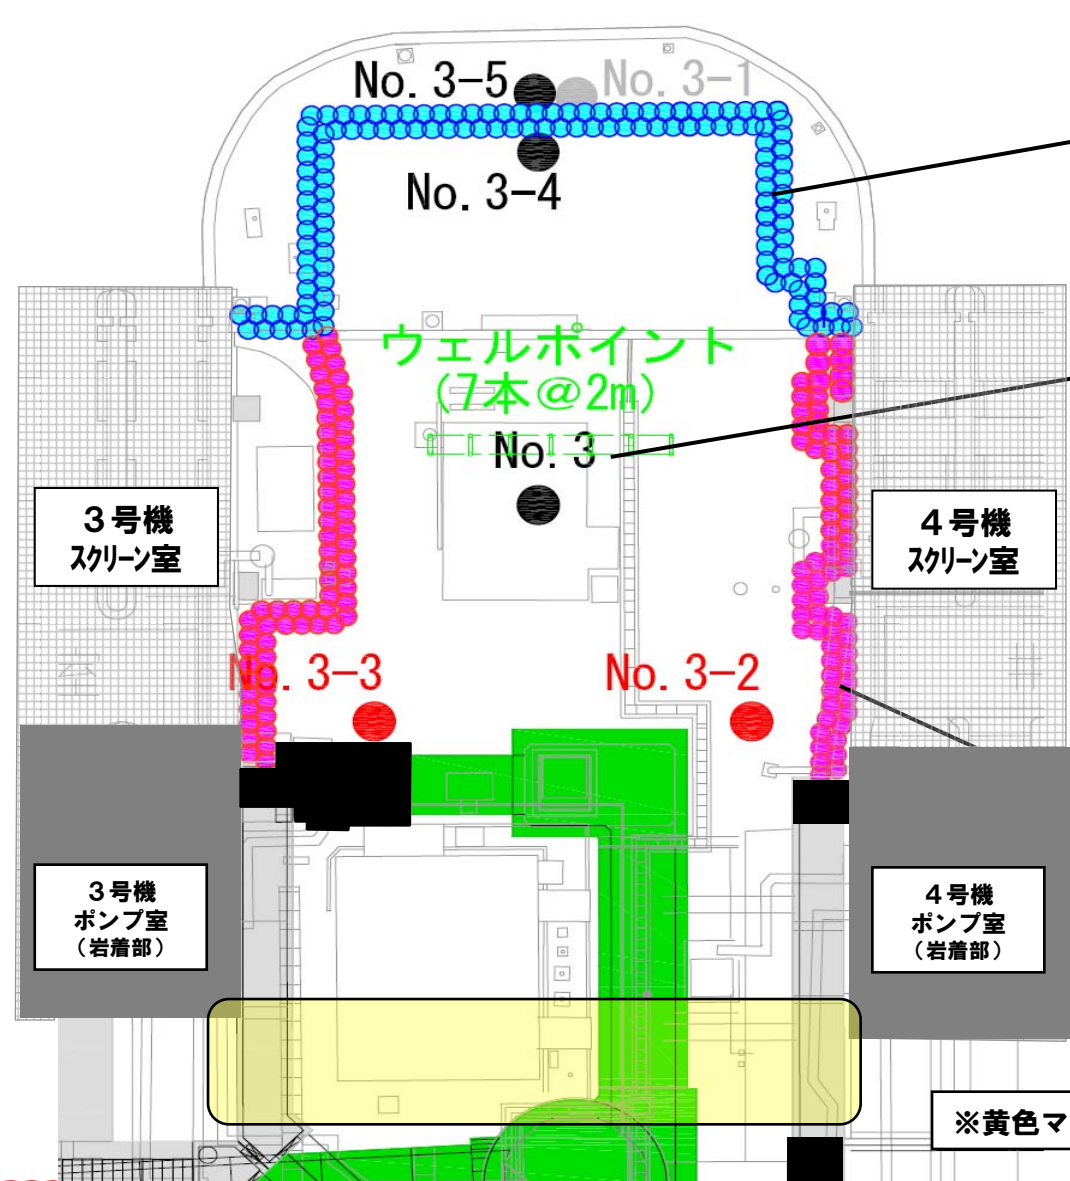 No. 3-5
No. 3-1
No. 3-4
ウェルポイント
(7本@2m)
No. 3
3号機
スクリーン室
4号機
スクリーン室
No. 3-3
No. 3-2
3号機
ポンプ室
(岩着部)
4号機
ポンプ室
(岩着部)
※黄色マ